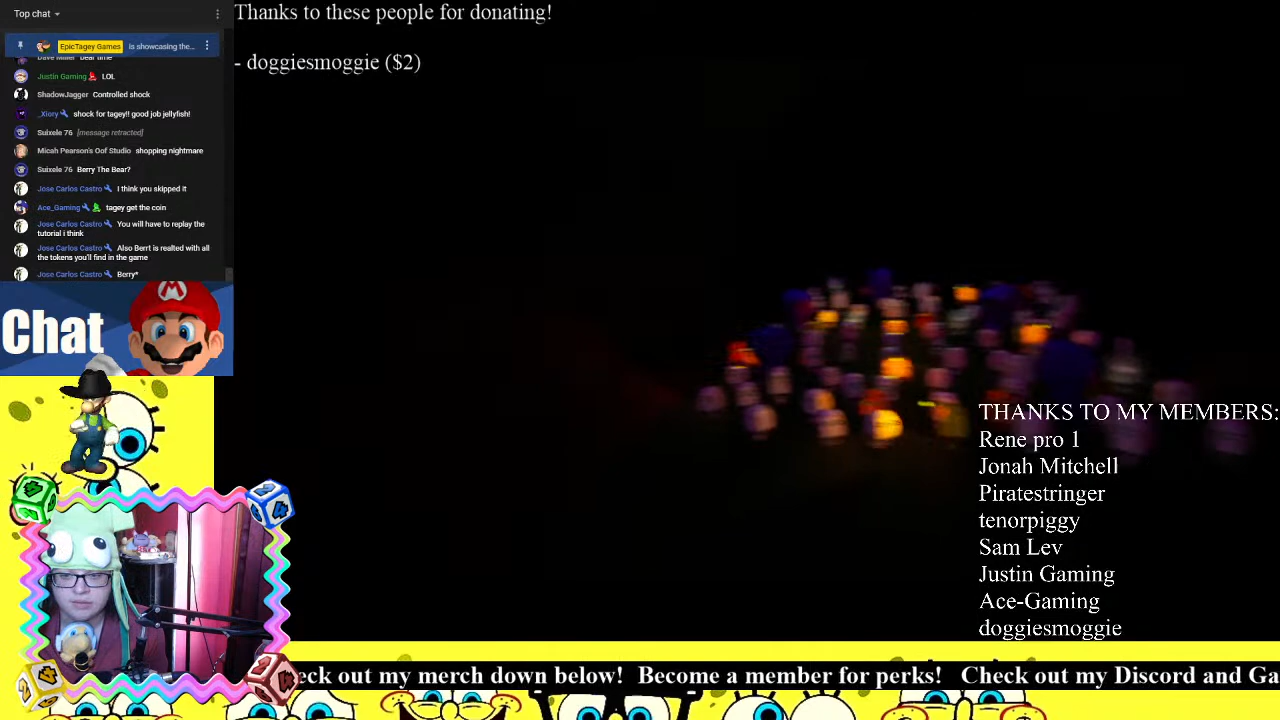 Top chat
EpicTagey Games is showcasing the...
Dave Miller bear time
Justin Gaming LOL
ShadowJagger Controlled shock
_Xiory shock for tagey!! good job jellyfish!
Suixele 76 [message retracted]
Micah Pearson's Oof Studio shopping nightmare
Suixele 76 Berry The Bear?
Jose Carlos Castro I think you skipped it
Ace_Gaming tagey get the coin
Jose Carlos Castro You will have to replay the
tutorial i think
Jose Carlos Castro Also Berrt is realted with all
the tokens you'll find in the game
Jose Carlos Castro Berry*
Chat
M
Thanks to these people for donating!
- doggiesmoggie ($2)
THANKS TO MY MEMBERS:
Rene pro 1
Jonah Mitchell
Piratestringer
tenorpiggy
Sam Lev
Justin Gaming
Ace-Gaming
doggiesmoggie
eck out my merch down below! Become a member for perks! Check out my Discord and Ga